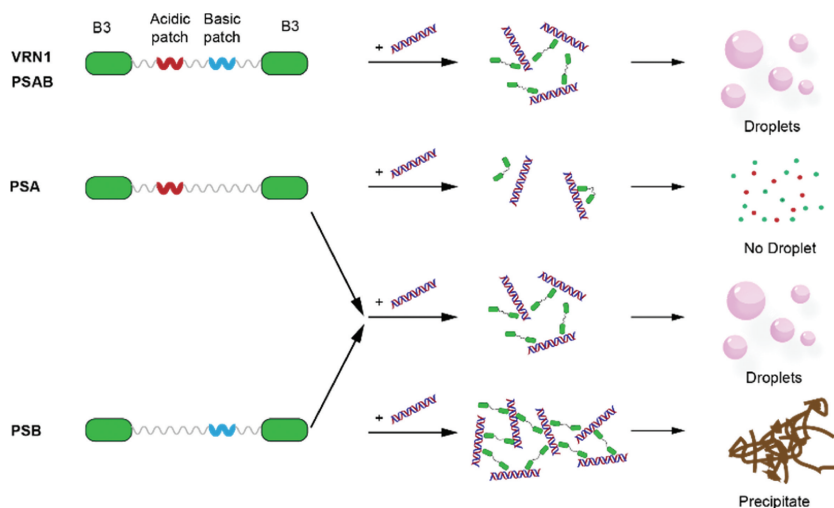 B3
Acidic
patch
Basic
patch
B3
VRN1
PSAB
+
Droplets
PSA
+
No Droplet
+
Droplets
PSB
+
Precipitate